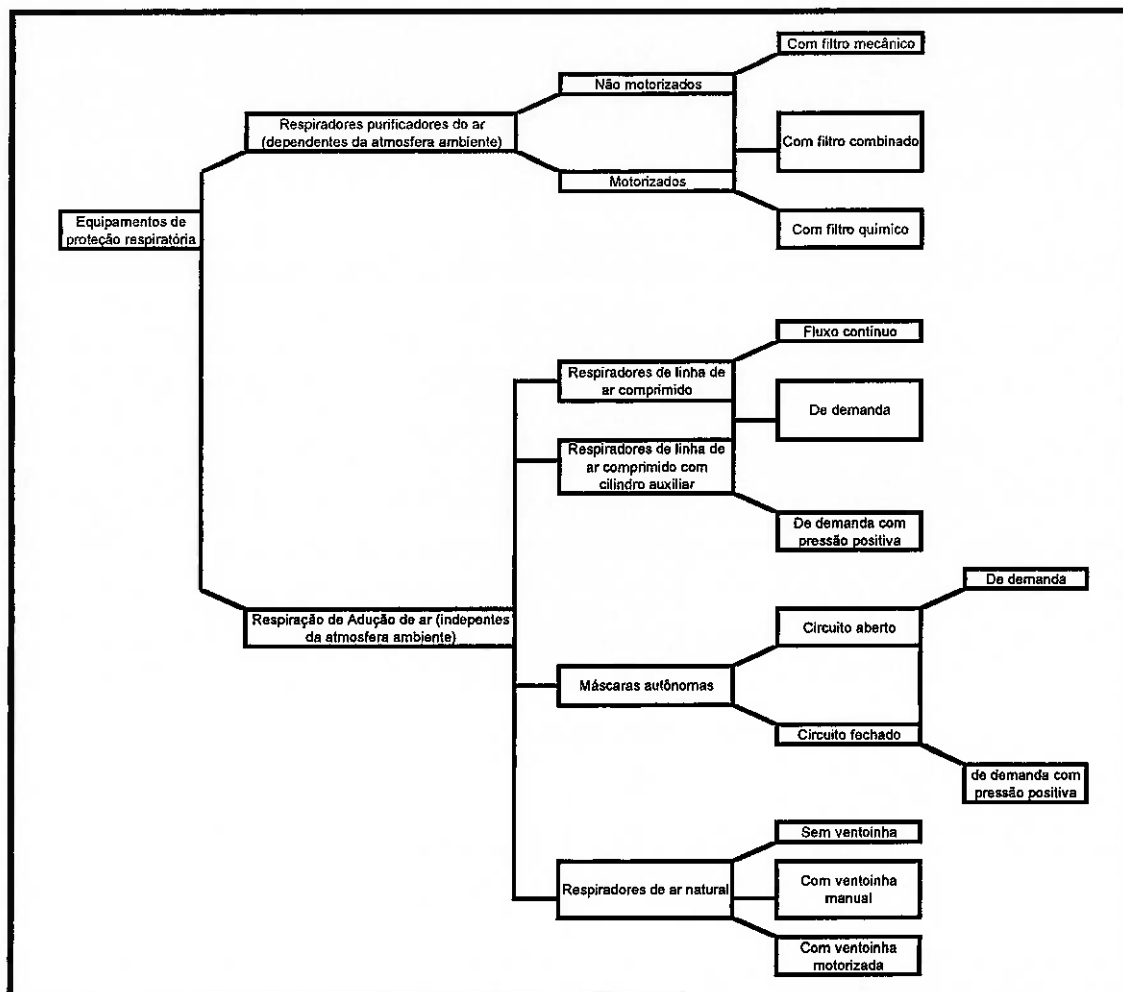 Com filtro mecânico
Não motorizados
Respiradores purificadores do ar
(dependentes da atmosfera ambiente)
Com filtro combinado
Motorizados
Equipamentos de
proteção respiratória
Com filtro químico
Fluxo contínuo
Respiradores de linha de
ar comprimido
De demanda
Respiradores de linha de
ar comprimido com
cilindro auxiliar
De demanda com
pressão positiva
De demanda
Respiração de Adução de ar (indepentes
da atmosfera ambiente)
Circuito aberto
Máscaras autônomas
Circuito fechado
de demanda com
pressão positiva
Sem ventoinha
Respiradores de ar natural
Com ventoinha
manual
Com ventoinha
motorizada